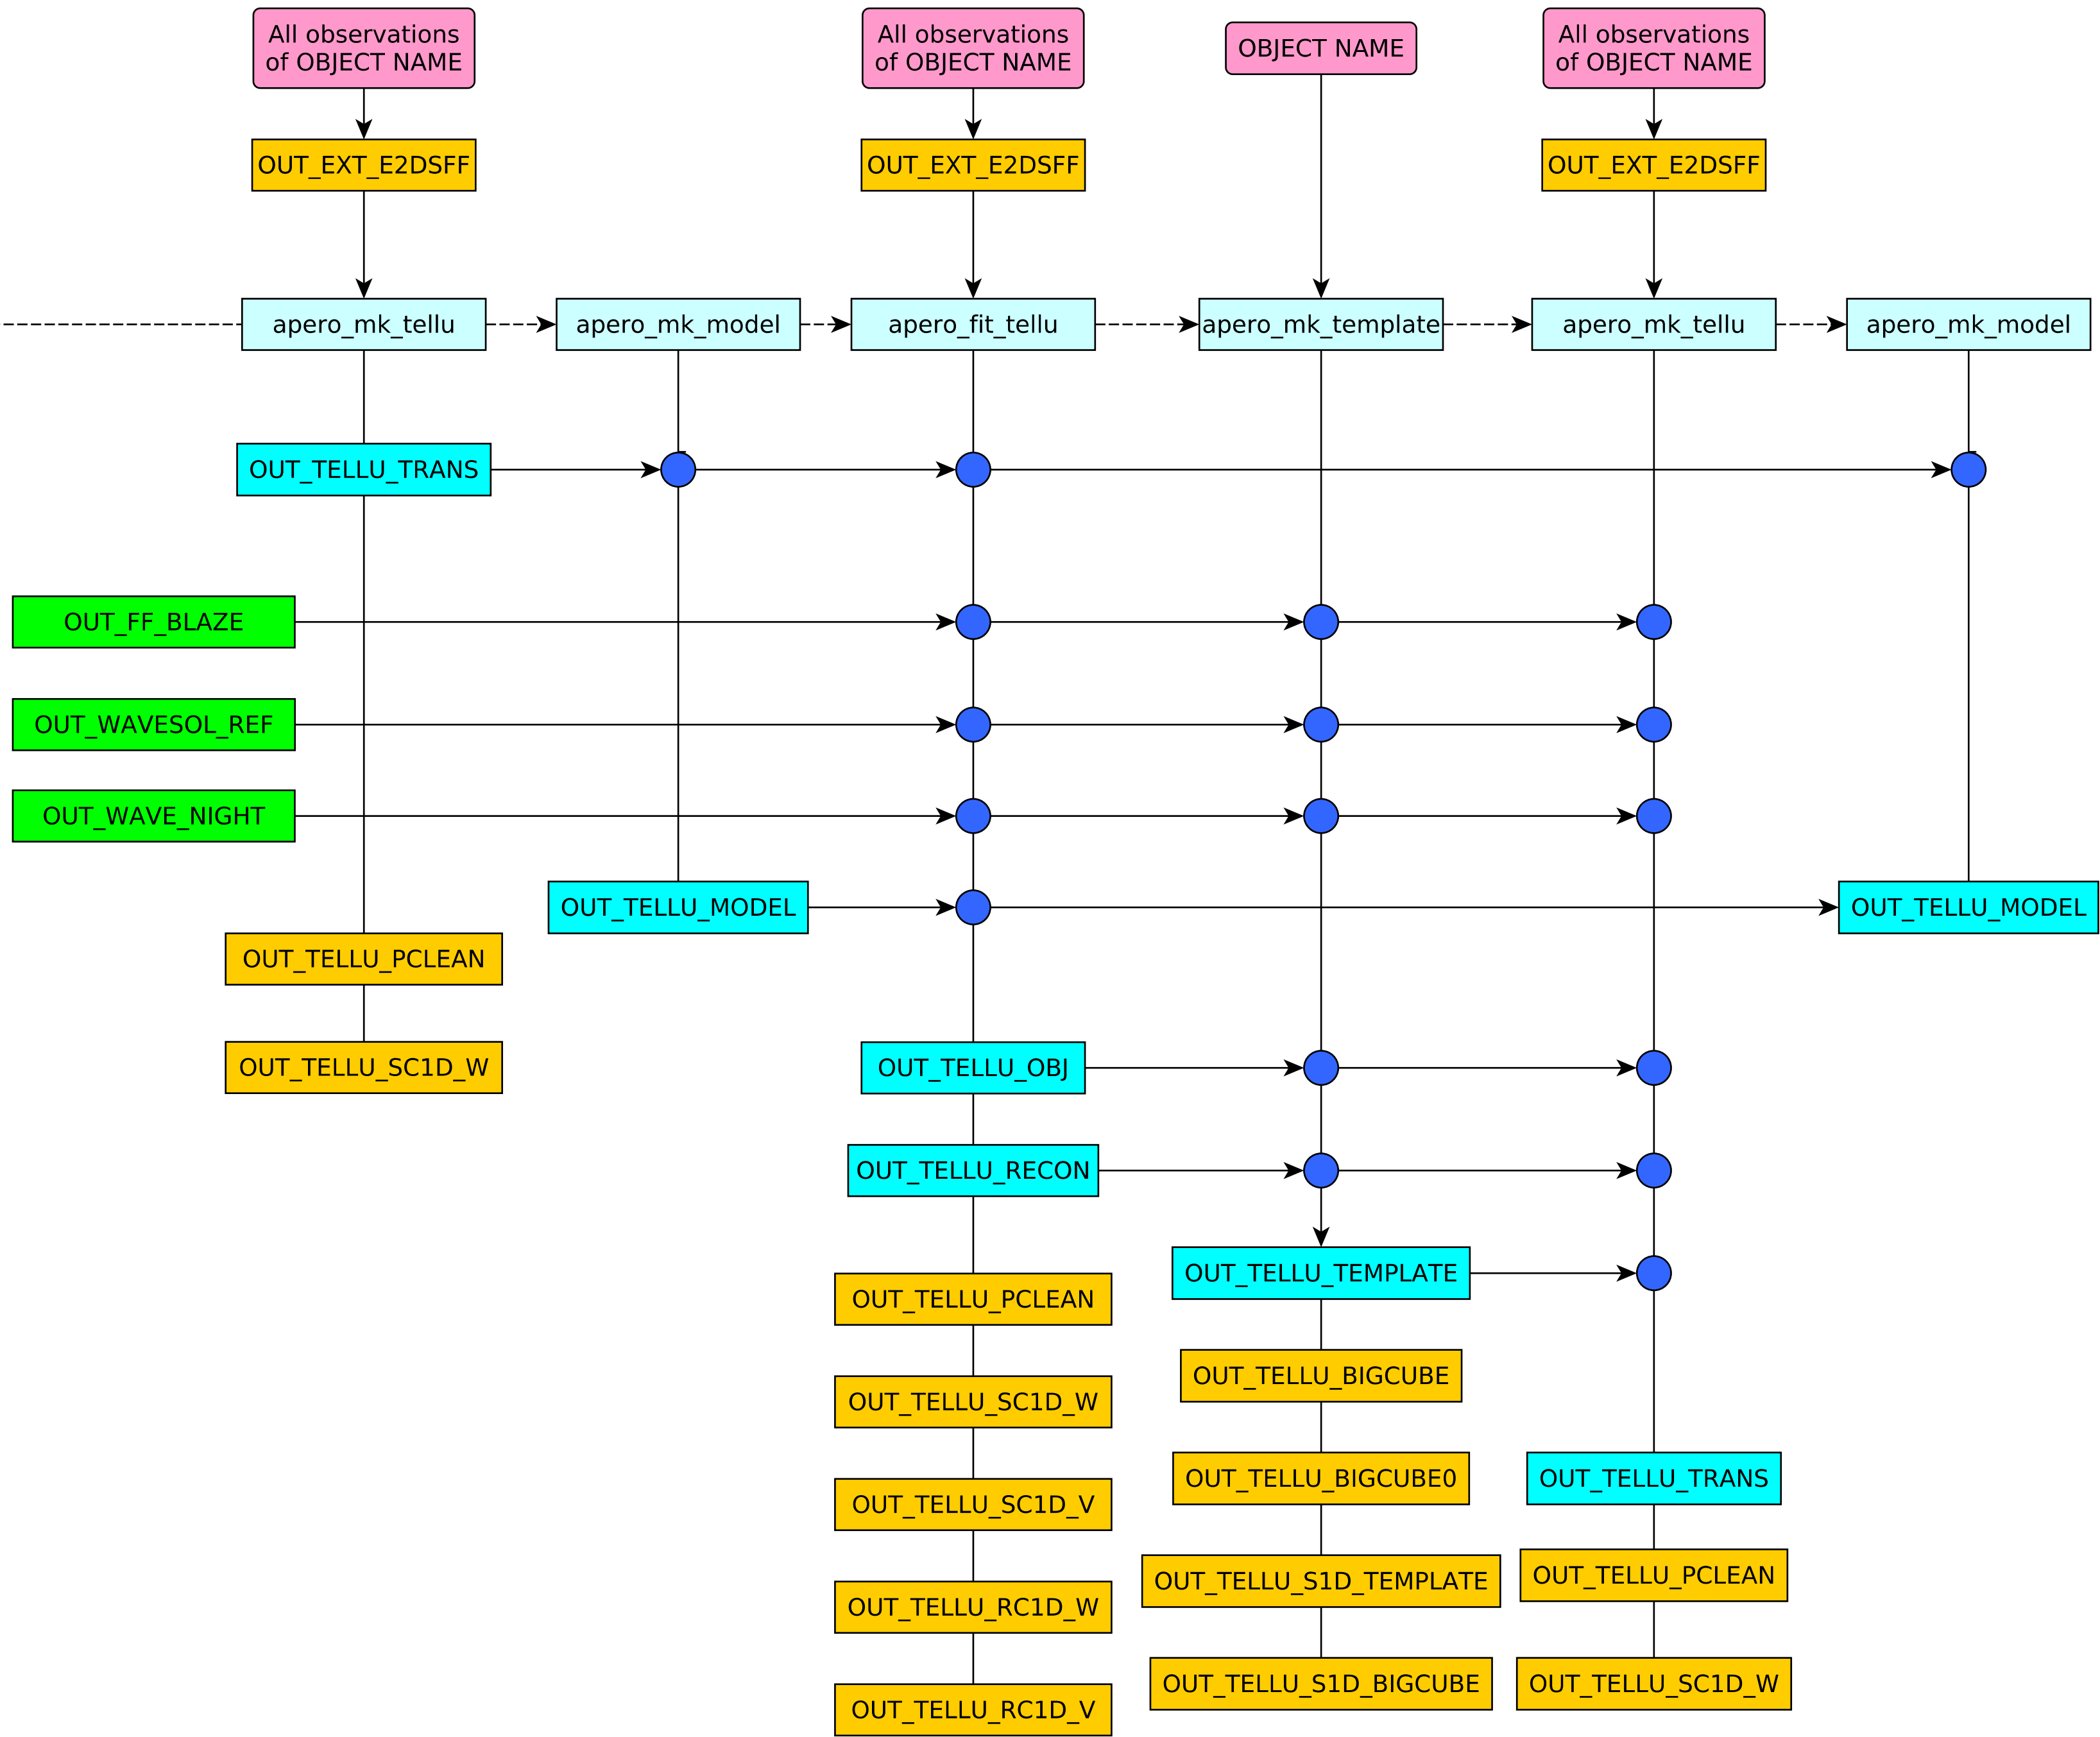 All observations
of OBJECT NAME
All observations
of OBJECT NAME
OBJECT NAME
All observations
of OBJECT NAME
OUT_EXT_E2DSFF
OUT_EXT_E2DSFF
OUT_EXT_E2DSFF
apero_mk_tellu
apero_mk_model
apero_fit_tellu
apero_mk_template
apero_mk_tellu
apero_mk_model
OUT_TELLU_TRANS
OUT_FF_BLAZE
OUT_WAVESOL_REF
OUT_WAVE_NIGHT
OUT_TELLU_MODEL
OUT_TELLU_MODEL
OUT_TELLU_PCLEAN
OUT_TELLU_SC1D_W
OUT_TELLU_OBJ
OUT_TELLU_RECON
OUT_TELLU_TEMPLATE
OUT_TELLU_PCLEAN
OUT_TELLU_BIGCUBE
OUT_TELLU_SC1D_W
OUT_TELLU_BIGCUBE0
OUT_TELLU_TRANS
OUT_TELLU_SC1D_V
OUT_TELLU_S1D_TEMPLATE
OUT_TELLU_PCLEAN
OUT_TELLU_RC1D_W
OUT_TELLU_S1D_BIGCUBE
OUT_TELLU_SC1D_W
OUT_TELLU_RC1D_V